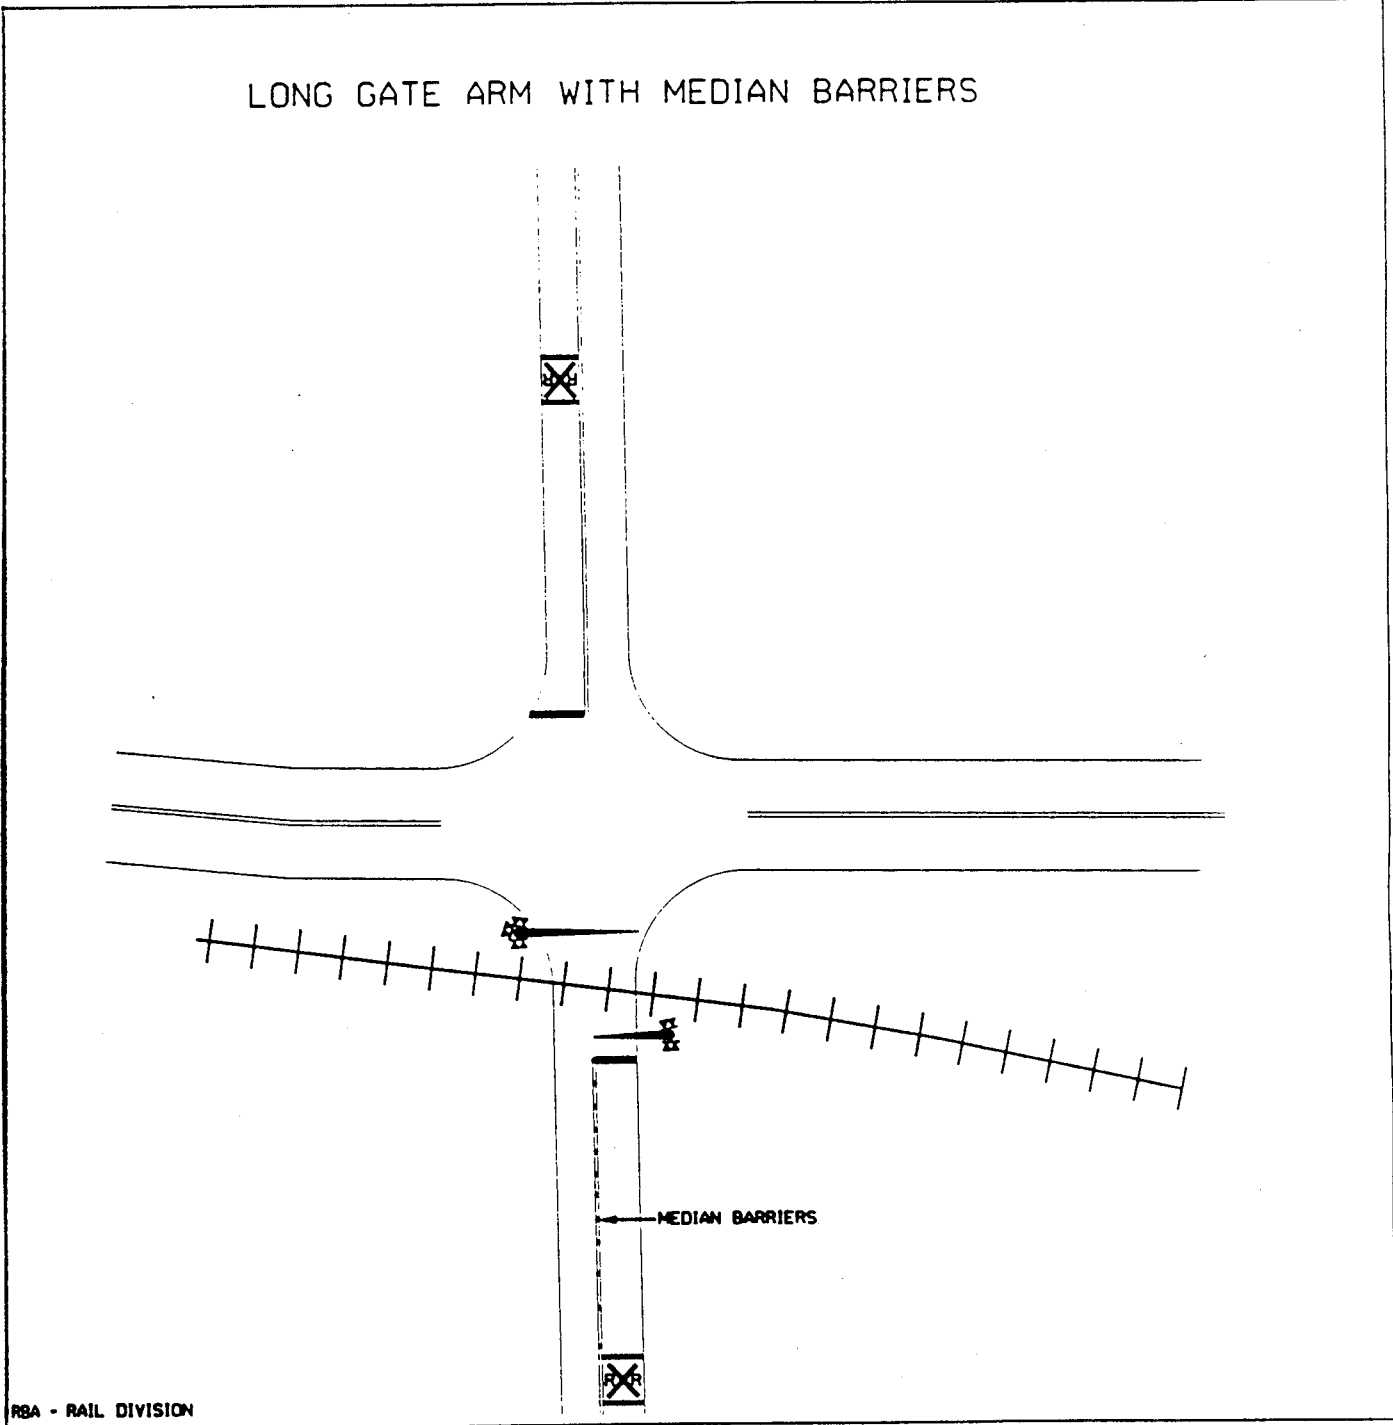 LONG GATE ARM WITH MEDIAN BARRIERS
R R
MEDIAN BARRIERS
R R
RBA - RAIL DIVISION